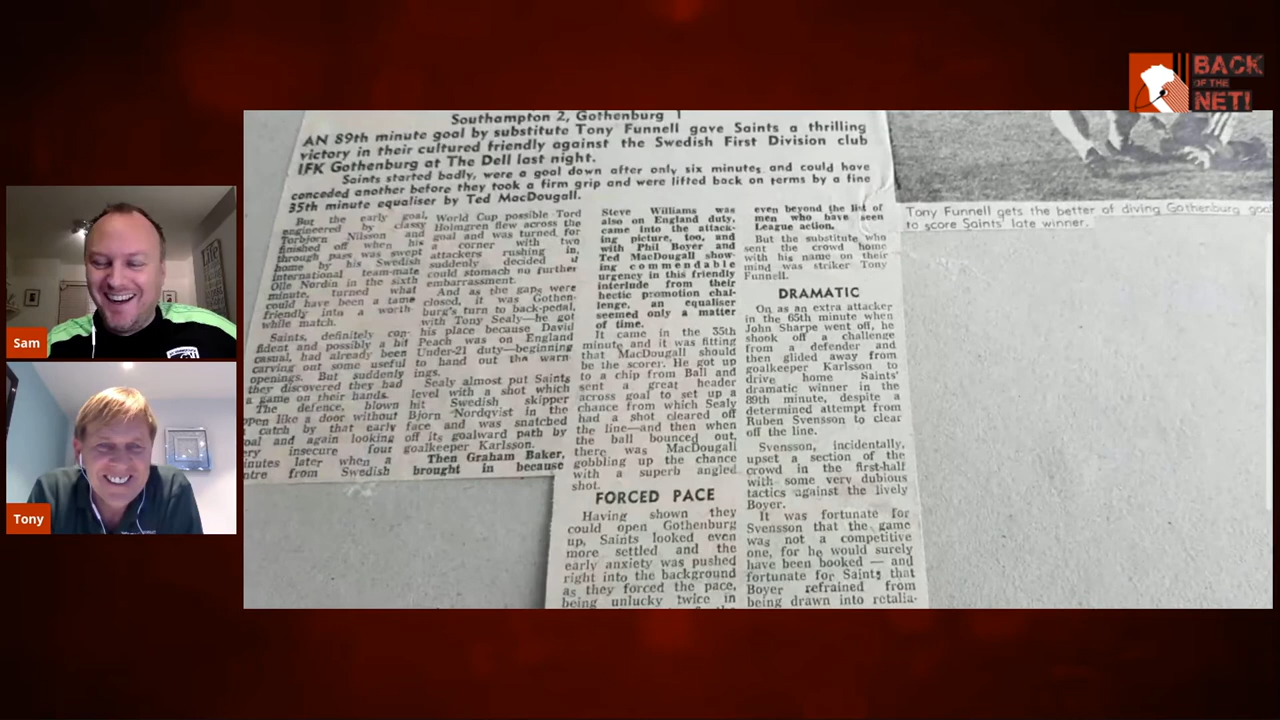 BACK
OF THE
NET!
Sam
Tony
Southampton 2, Gothenburg 1
AN 89th minute goal by substitute Tony Funnell gave Saints a thrilling
victory in their cultured friendly against the Swedish First Division club
IFK Gothenburg at The Dell last night.
Saints started badly, were a goal down after only six minutes and could have
conceded another before they took a firm grip and were lifted back on terms by a fine
35th minute equaliser by Ted MacDougall.
But the early goal,
engineered by classy
Torbjorn Nilsson and
finished off when his
through pass was swept
home by his Swedish
international team-mate
Olle Nordin in the sixth
minute, turned what
could have been a tame
friendly into a worth-
while match.
Saints, definitely con-
fident and possibly a bit
casual, had already been
carving out some useful
openings. But suddenly
they discovered they had
a game on their hands.
The defence, blown
open like a door without
a catch by that early
oal and again looking
ery insecure four
inutes later when a
ntre from Swedish
World Cup possible Tord
Holmgren flew across the
goal and was turned for
a corner with two
attackers rushing in,
suddenly decided it
could stomach no further
embarrassment.
And as the gaps were
closed, it was Gothen-
burg's turn to back-pedal,
with Tony Sealy—he got
his place because David
Peach was on England
Under-21 duty—beginning
to hand out the warn-
ings.
Sealy almost put Saints
level with a shot which
hit Swedish skipper
Bjorn Nordqvist in the
face and was snatched
off its goalward path by
goalkeeper Karlsson.
Then Graham Baker,
brought in because
Steve Williams was
also on England duty,
came into the attack-
ing picture, too, and
with Phil Boyer and
Ted MacDougall show-
ing commendable
urgency in this friendly
interlude from their
hectic promotion chal-
lenge, an equaliser
seemed only a matter
of time.
It came in the 35th
minute and it was fitting
that MacDougall should
be the scorer. He got up
to a chip from Ball and
sent a great header
across goal to set up a
chance from which Sealy
had a shot cleared off
the line—and then when
the ball bounced out,
there was MacDougall
gobbling up the chance
with a superb angled
shot.
FORCED PACE
Having shown they
could open Gothenburg
up, Saints looked even
more settled and the
early anxiety was pushed
right into the background
as they forced the pace,
being unlucky twice in
even beyond the list of
men who have seen
League action.
But the substitute who
sent the crowd home
with his name on their
mind was striker Tony
Funnell.
DRAMATIC
On as an extra attacker
in the 65th minute when
John Sharpe went off, he
shook off a challenge
from a defender and
then glided away from
goalkeeper Karlsson to
drive home Saints'
dramatic winner in the
89th minute, despite a
determined attempt from
Ruben Svensson to clear
off the line.
Svensson, incidentally,
upset a section of the
crowd in the first-half
with some very dubious
tactics against the lively
Boyer.
It was fortunate for
Svensson that the game
was not a competitive
one, for he would surely
have been booked — and
fortunate for Saints that
Boyer refrained from
being drawn into retalia-
Tony Funnell gets the better of diving Gothenburg goa
to score Saints' late winner.